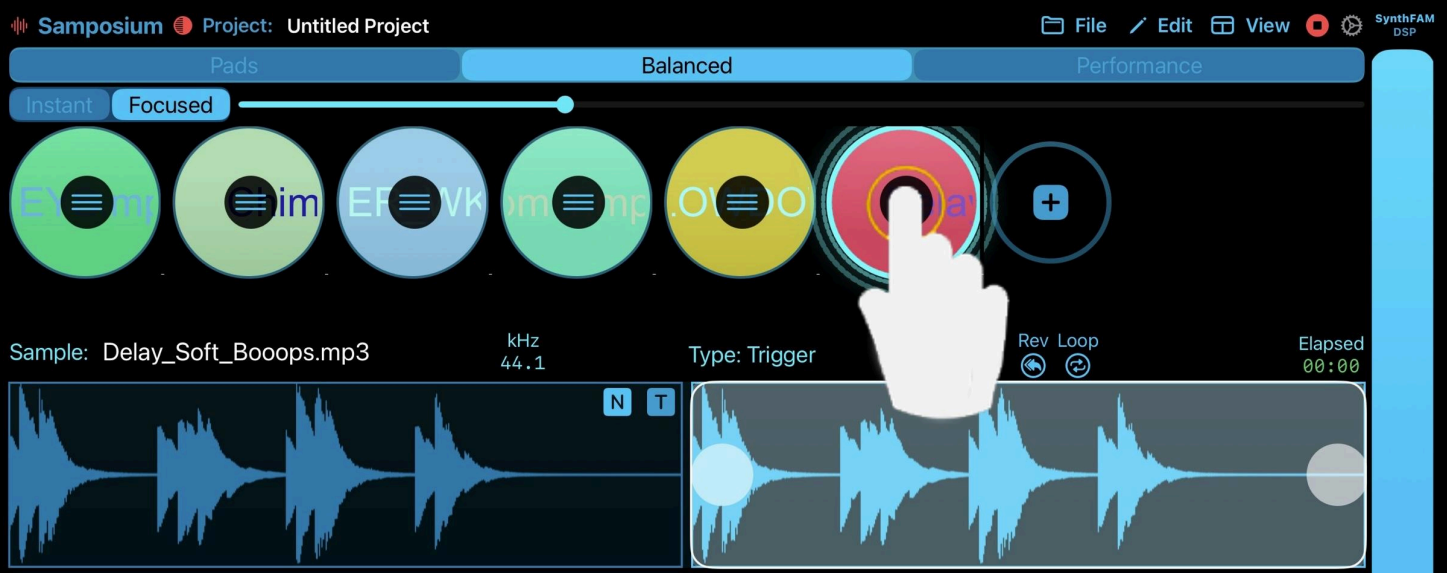 Samposium Project: Untitled Project File Edit View SynthFAM
DSP
Pads Balanced Performance
Instant Focused
Sample: Delay_Soft_Booops.mp3 kHz Type: Trigger Rev Loop Elapsed
44.1 00:00
N T